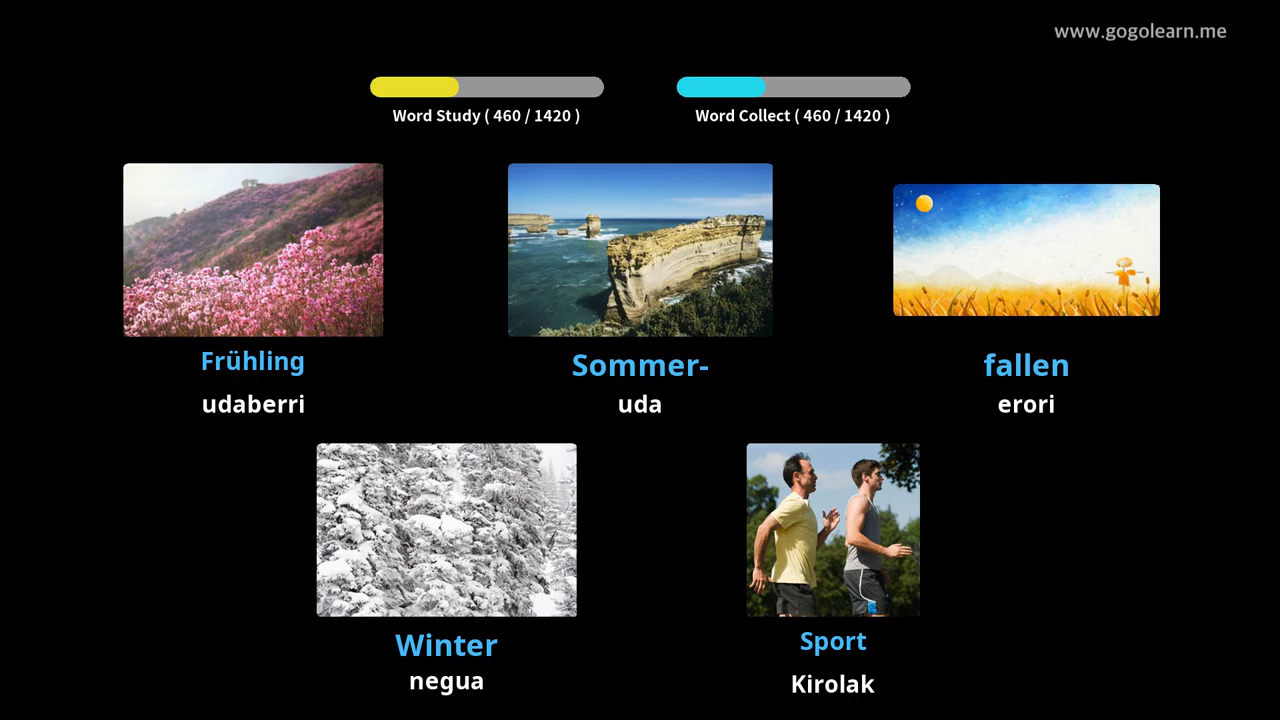 www.gogolearn.me
Word Study ( 460 / 1420 )
Word Collect ( 460 / 1420 )
Frühling
udaberri
Sommer-
uda
fallen
erori
Winter
negua
Sport
Kirolak